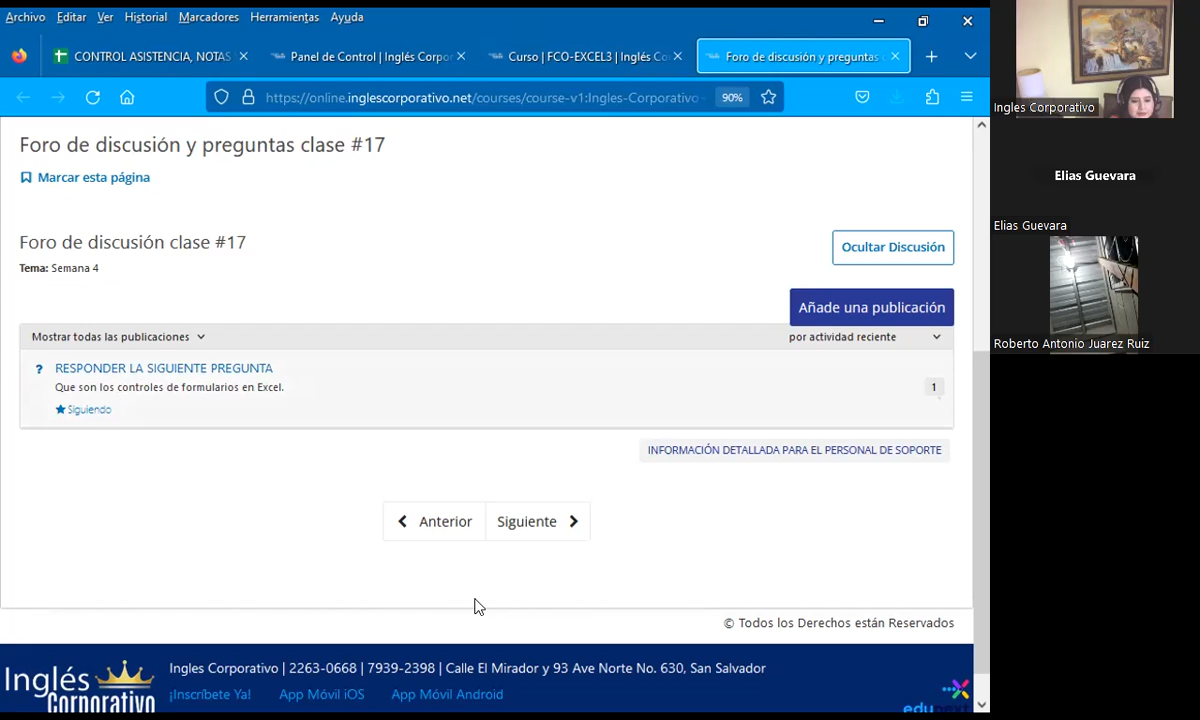 Archivo Editar Ver Historial Marcadores Herramientas Ayuda
CONTROL ASISTENCIA, NOTAS
Panel de Control | Inglés Corpor
Curso | FCO-EXCEL3 | Inglés Co
Foro de discusión y preguntas
https://online.inglescorporativo.net/courses/course-v1:Ingles-Corporativo
90%
Foro de discusión y preguntas clase #17
Marcar esta página
Foro de discusión clase #17
Ocultar Discusión
Tema: Semana 4
Añade una publicación
Mostrar todas las publicaciones
por actividad reciente
? RESPONDER LA SIGUIENTE PREGUNTA
Que son los controles de formularios en Excel.
1
Siguiendo
INFORMACIÓN DETALLADA PARA EL PERSONAL DE SOPORTE
Anterior
Siguiente
© Todos los Derechos están Reservados
Inglés
Corporativo
Ingles Corporativo | 2263-0668 | 7939-2398 | Calle El Mirador y 93 Ave Norte No. 630, San Salvador
¡Inscríbete Ya! App Móvil iOS App Móvil Android
edunext
Ingles Corporativo
Elias Guevara
Elias Guevara
Roberto Antonio Juarez Ruiz